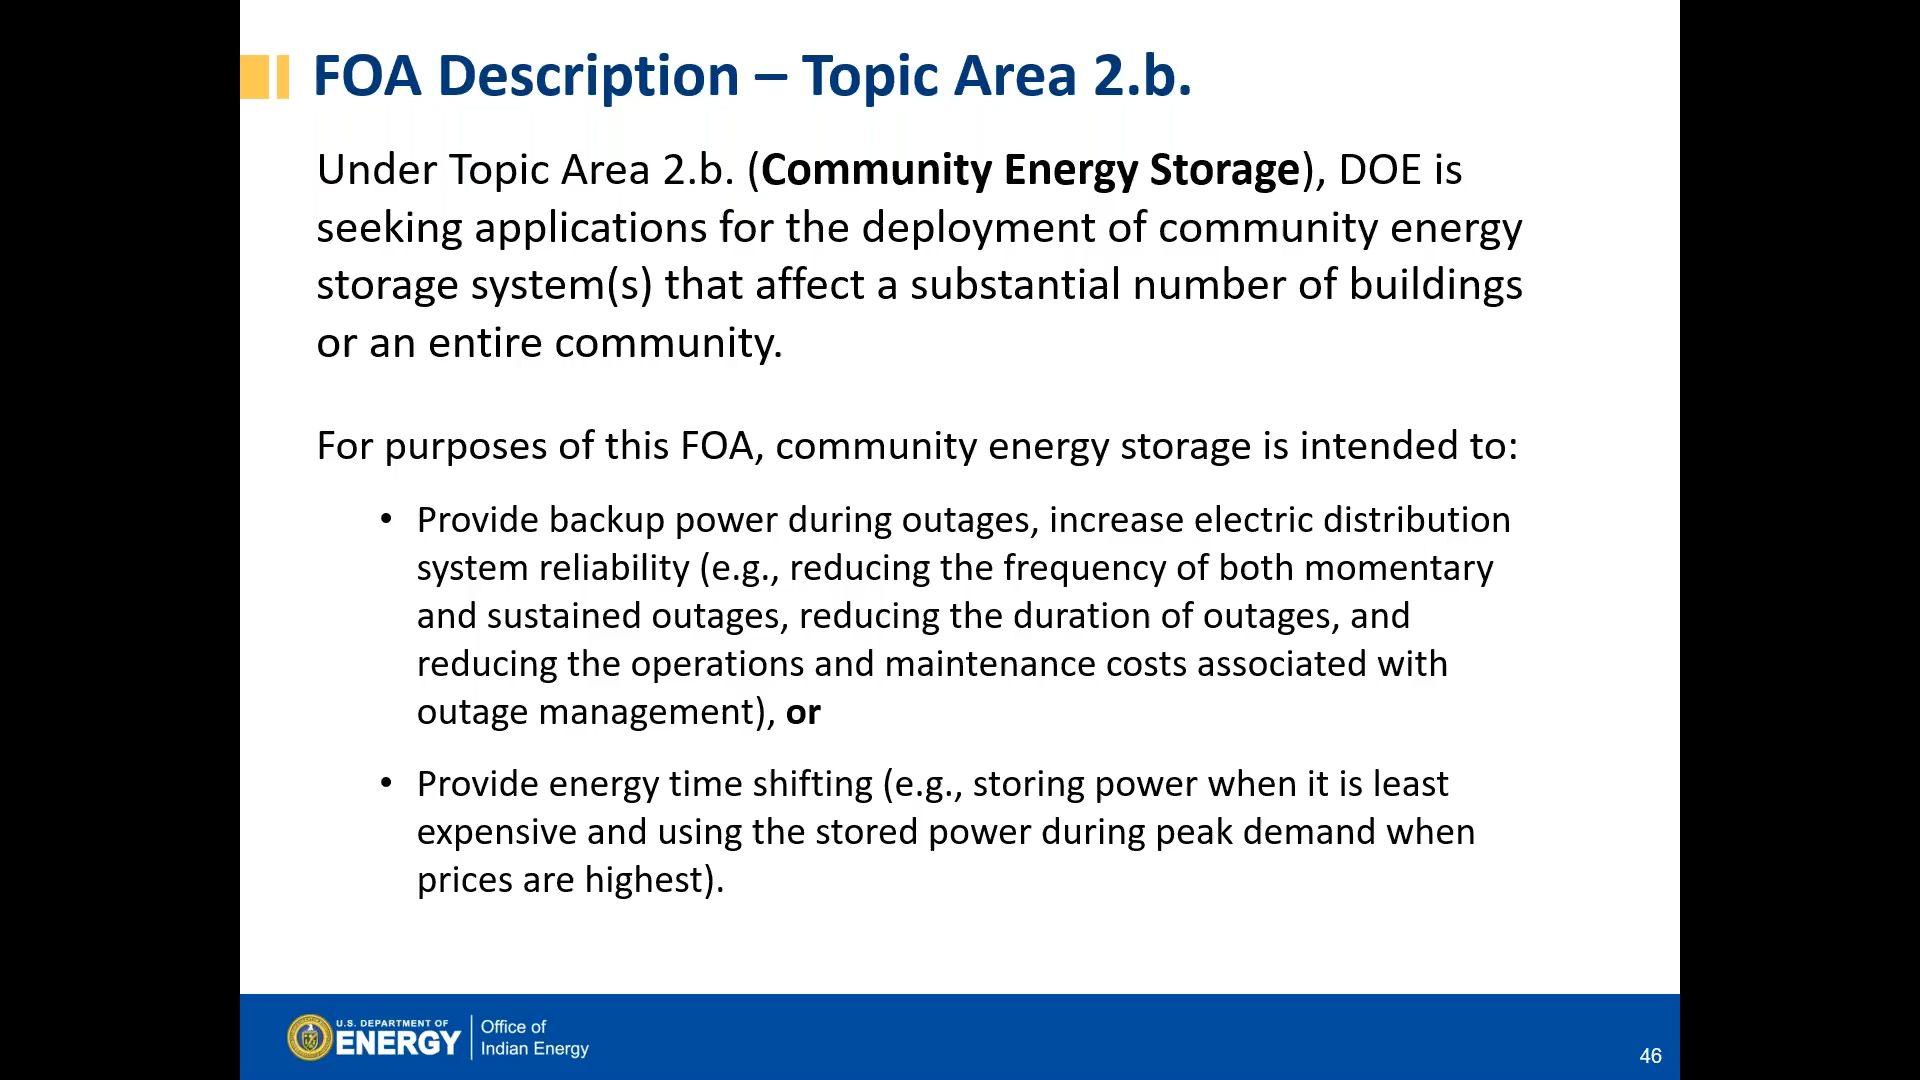 FOA Description – Topic Area 2.b.
Under Topic Area 2.b. (Community Energy Storage), DOE is
seeking applications for the deployment of community energy
storage system(s) that affect a substantial number of buildings
or an entire community.
For purposes of this FOA, community energy storage is intended to:
• Provide backup power during outages, increase electric distribution
system reliability (e.g., reducing the frequency of both momentary
and sustained outages, reducing the duration of outages, and
reducing the operations and maintenance costs associated with
outage management), or
• Provide energy time shifting (e.g., storing power when it is least
expensive and using the stored power during peak demand when
prices are highest).
U.S. DEPARTMENT OF
ENERGY
Office of
Indian Energy
46